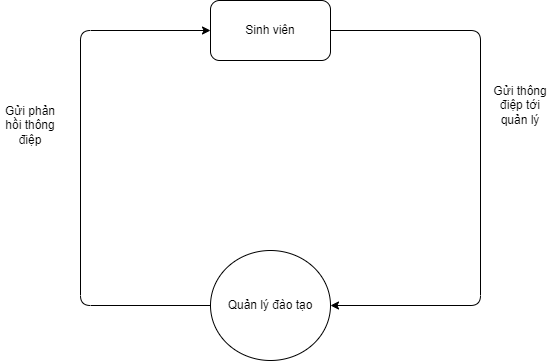 Sinh viên
Gửi thông
điệp tới
quản lý
Gửi phản
hồi thông
điệp
Quản lý đào tạo